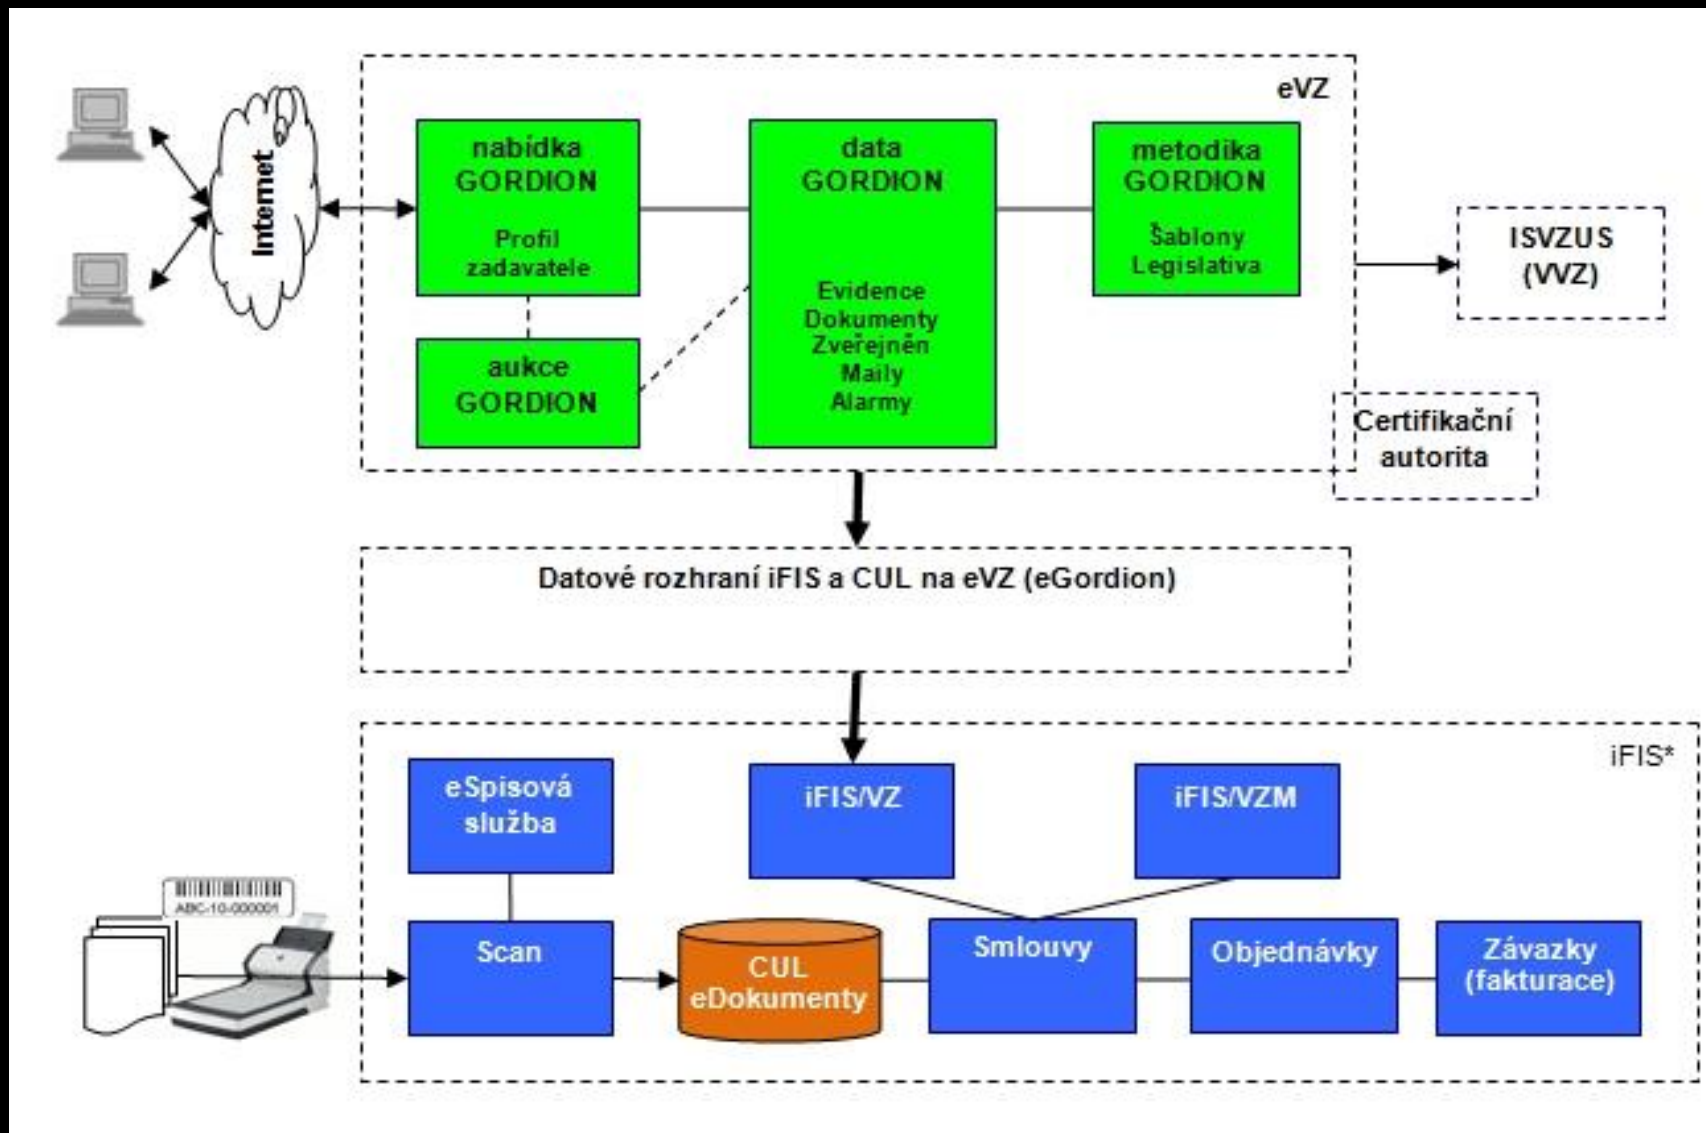 eVZ
Internet
nabídka
GORDION
Profil
zadavatele
data
GORDION
Evidence
Dokumenty
Zveřejněn
Maily
Alarmy
metodika
GORDION
Šablony
Legislativa
ISVZUS
(VVZ)
aukce
GORDION
Certifikační
autorita
Datové rozhraní iFIS a CUL na eVZ (eGordion)
iFIS*
eSpisová
služba
iFIS/VZ
iFIS/VZM
ABC-10-000001
Scan
CUL
eDokumenty
Smlouvy
Objednávky
Závazky
(fakturace)